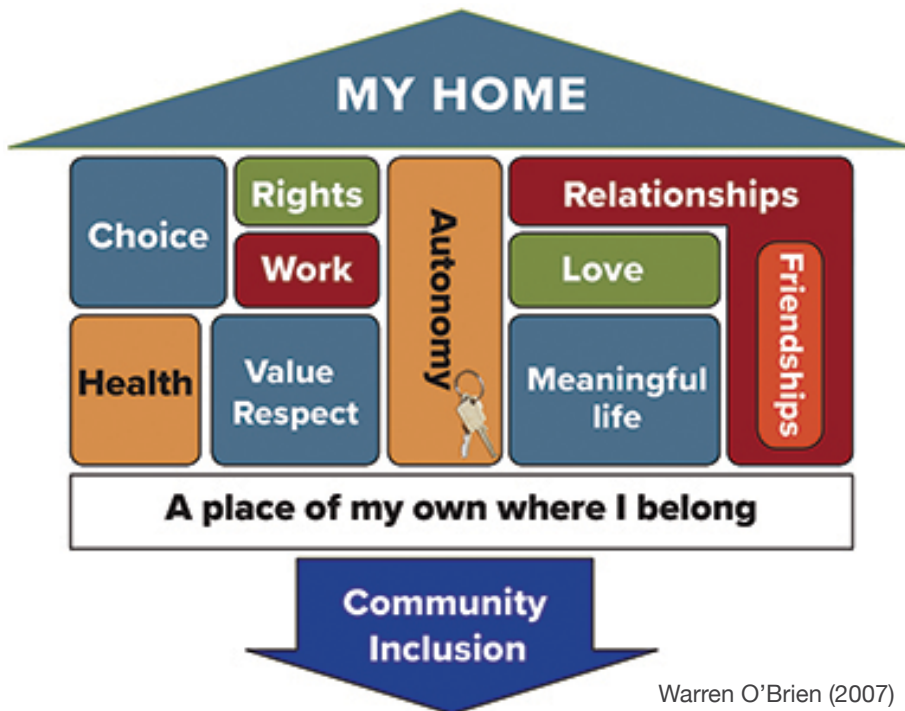 MY HOME
Choice
Rights
Work
Autonomy
Relationships
Love
Friendships
Health
Value
Respect
Meaningful
life
A place of my own where I belong
Community
Inclusion
Warren O’Brien (2007)